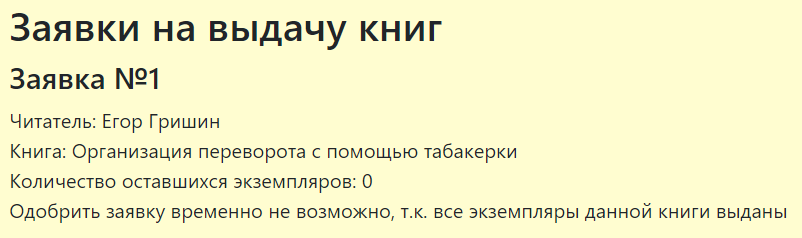 Заявки на выдачу книг
Заявка №1
Читатель: Егор Гришин
Книга: Организация переворота с помощью табакерки
Количество оставшихся экземпляров: 0
Одобрить заявку временно не возможно, т.к. все экземпляры данной книги выданы